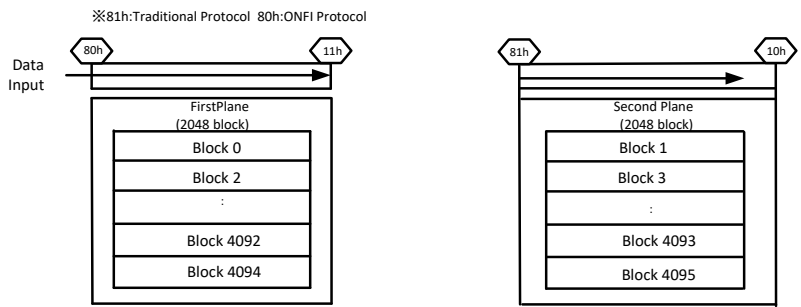 ※81h:Traditional Protocol 80h:ONFI Protocol
80h
11h
Data
Input
FirstPlane
(2048 block)
Block 0
Block 2
:
Block 4092
Block 4094
81h
10h
Second Plane
(2048 block)
Block 1
Block 3
:
Block 4093
Block 4095